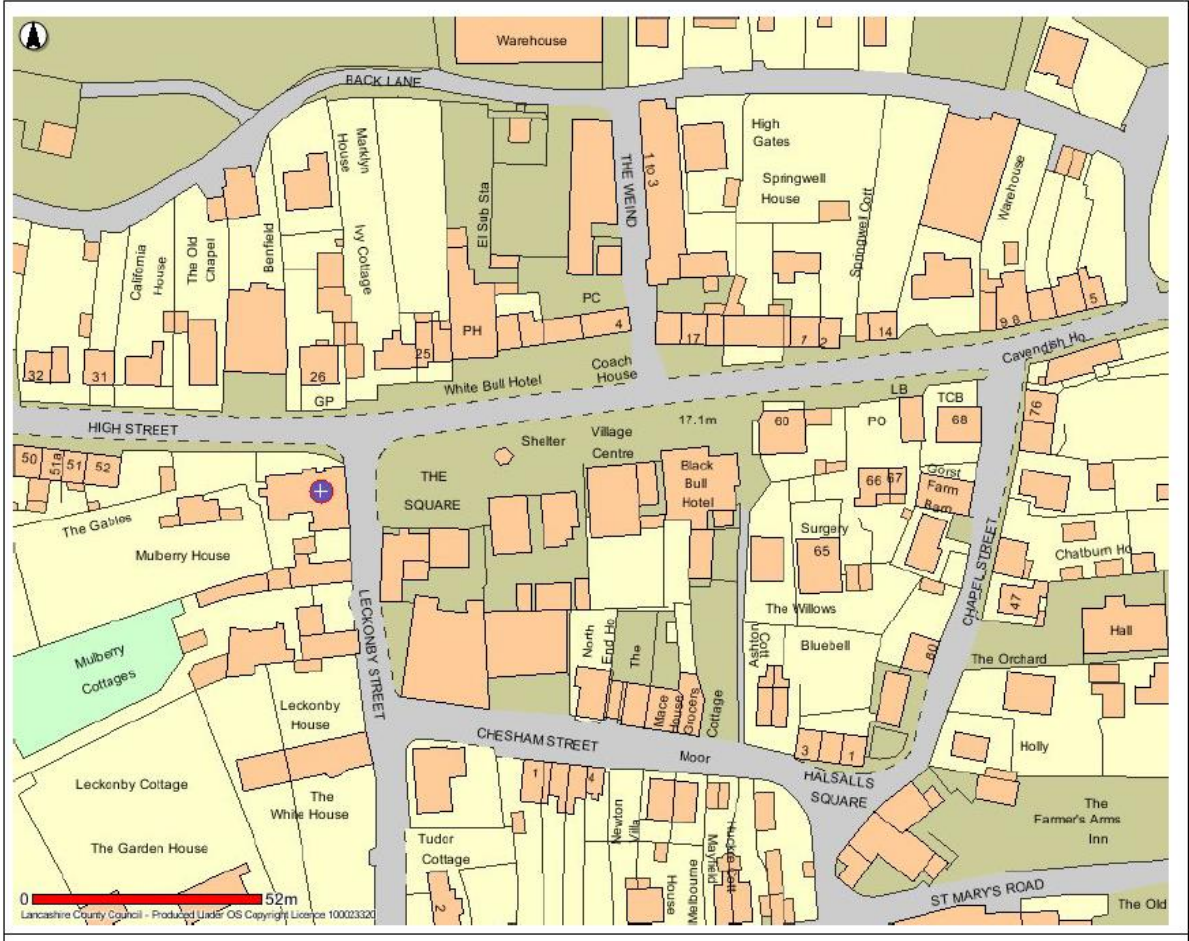 Warehouse
BACK LANE
High
Gates
Marklyn
House
THE WEIND
1 to 3
Warehouse
Springwell
House
El Sub Sta
Springwell Cott
California
House
The Old
Chapel
Benfield
Ivy Cottage
PC
PH
4
17
1
2
14
9 8
5
Cavendish Ho
32
31
26
25
GP
White Bull Hotel
Coach
House
LB
TCB
HIGH STREET
17.1m
60
PO
68
76
Shelter
Village
Centre
50
51a
51
52
THE
SQUARE
Black
Bull
Hotel
66
67
Gorst
Farm
Barn
The Gables
Mulberry House
Surgery
65
Chatburn Ho
CHAPEL STREET
LECKONBY STREET
The Willows
47
Hall
Mulberry
Cottages
North
End Ho
The
Ashton
Cott
Bluebell
60
The Orchard
Leckonby
House
Mace
House
Grocers
Cottage
CHESHAM STREET
Moor
3
1
HALSALLS
SQUARE
Holly
Leckonby Cottage
The
White House
1
4
The
Farmer's Arms
Inn
The Garden House
Tudor
Cottage
Newton
Villa
Mayfield
House
Melbourne
2
ST MARY'S ROAD
The Old
0
52m
Lancashire County Council - Produced Under OS Copyright Licence 100023320